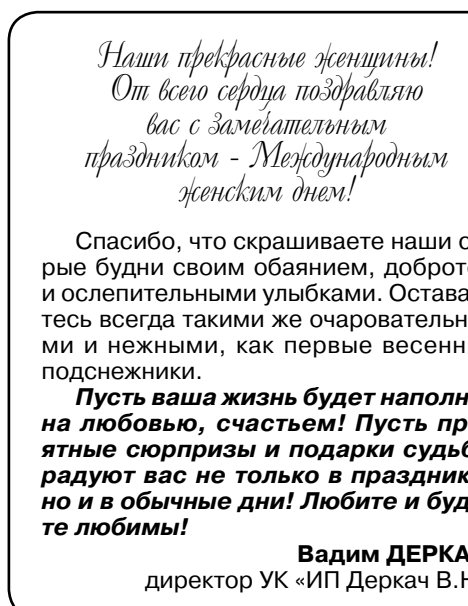 Наши прекрасные женщины!
От всего сердца поздравляю
вас с замечательным
праздником - Международным
женским днем!
Спасибо, что скрашиваете наши с
рые будни своим обаянием, доброто
и ослепительными улыбками. Остава
тесь всегда такими же очаровательн
ми и нежными, как первые весенн
подснежники.
Пусть ваша жизнь будет наполн
на любовью, счастьем! Пусть пр
ятные сюрпризы и подарки судьб
радуют вас не только в праздник
но и в обычные дни! Любите и буд
те любимы!
Вадим ДЕРКА
директор УК «ИП Деркач В.Н